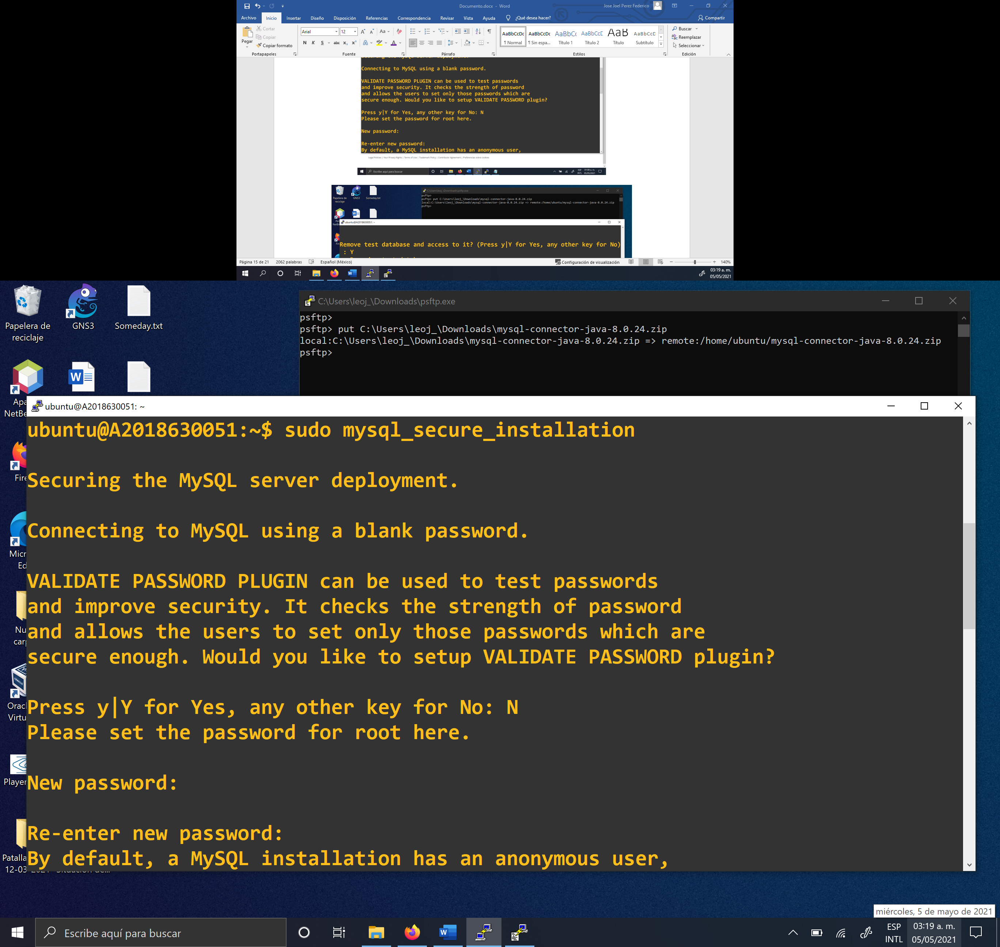 Documento.docx - Word
Jose Joel Perez Federico
Archivo Inicio Insertar Diseño Disposición Referencias Correspondencia Revisar Vista Ayuda ¿Qué desea hacer? Compartir
Pegar
Cortar
Copiar
Copiar formato
Portapapeles
Arial 12
Fuente
Párrafo
AaBbCcDc AaBbCcDc AaBbC AaBbCcD AaB AaBbCcD
¶ Normal ¶ Sin espa... Título 1 Título 2 Título Subtítulo
Estilos
Buscar
Reemplazar
Seleccionar
Edición
Connecting to MySQL using a blank password.
VALIDATE PASSWORD PLUGIN can be used to test passwords
and improve security. It checks the strength of password
and allows the users to set only those passwords which are
secure enough. Would you like to setup VALIDATE PASSWORD plugin?
Press y|Y for Yes, any other key for No: N
Please set the password for root here.
New password:
Re-enter new password:
By default, a MySQL installation has an anonymous user,
Legal Policies | Your Privacy Rights | Terms of Use | Trademark Policy | Contributor Agreement | Preferencias sobre cookies
Escribe aquí para buscar
Papelera de reciclaje
GNS3
Someday.txt
C:\Users\leoj_\Downloads\psftp.exe
psftp>
psftp> put C:\Users\leoj_\Downloads\mysql-connector-java-8.0.24.zip
local:C:\Users\leoj_\Downloads\mysql-connector-java-8.0.24.zip => remote:/home/ubuntu/mysql-connector-java-8.0.24.zip
psftp>
ubuntu@A2018630051: ~
Remove test database and access to it? (Press y|Y for Yes, any other key for No)
: Y
Página 15 de 21 2062 palabras Español (México) Configuración de visualización 140%
03:19 a. m.
05/05/2021
Papelera de
reciclaje
GNS3
Someday.txt
C:\Users\leoj_\Downloads\psftp.exe
psftp>
psftp> put C:\Users\leoj_\Downloads\mysql-connector-java-8.0.24.zip
local:C:\Users\leoj_\Downloads\mysql-connector-java-8.0.24.zip => remote:/home/ubuntu/mysql-connector-java-8.0.24.zip
psftp>
ubuntu@A2018630051: ~
ubuntu@A2018630051:~$ sudo mysql_secure_installation
Securing the MySQL server deployment.
Connecting to MySQL using a blank password.
VALIDATE PASSWORD PLUGIN can be used to test passwords
and improve security. It checks the strength of password
and allows the users to set only those passwords which are
secure enough. Would you like to setup VALIDATE PASSWORD plugin?
Press y|Y for Yes, any other key for No: N
Please set the password for root here.
New password:
Re-enter new password:
By default, a MySQL installation has an anonymous user,
Player
12-03
miércoles, 5 de mayo de 2021
Escribe aquí para buscar
ESP
INTL
03:19 a. m.
05/05/2021